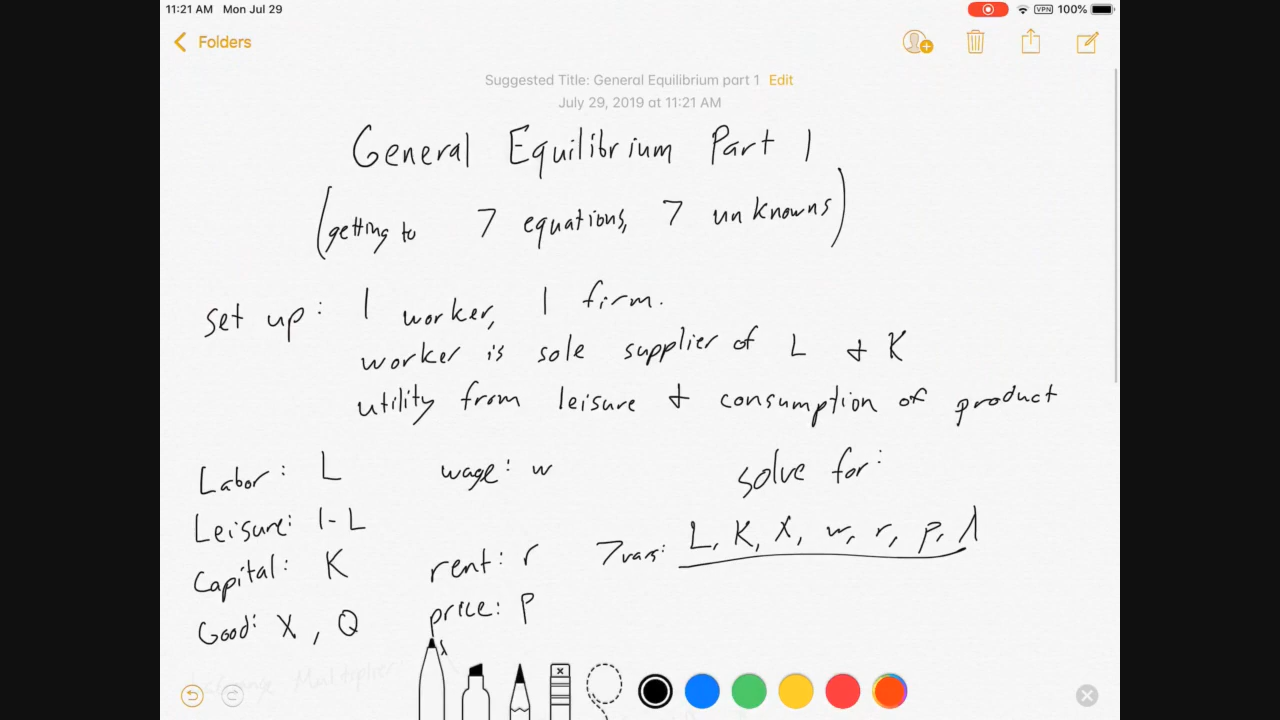 11:21 AM Mon Jul 29
VPN 100%
Folders
Suggested Title: General Equilibrium part 1 Edit
July 29, 2019 at 11:21 AM
General Equilibrium Part 1
(getting to 7 equations, 7 unknowns)
set up: 1 worker, 1 firm.
worker is sole supplier of L & K
utility from leisure & consumption of product
Labor: L wage: w solve for:
Leisure: 1-L
Capital: K rent: r 7 vars: L, K, X, w, r, p, λ
Good: X, Q price: p
Multiplier